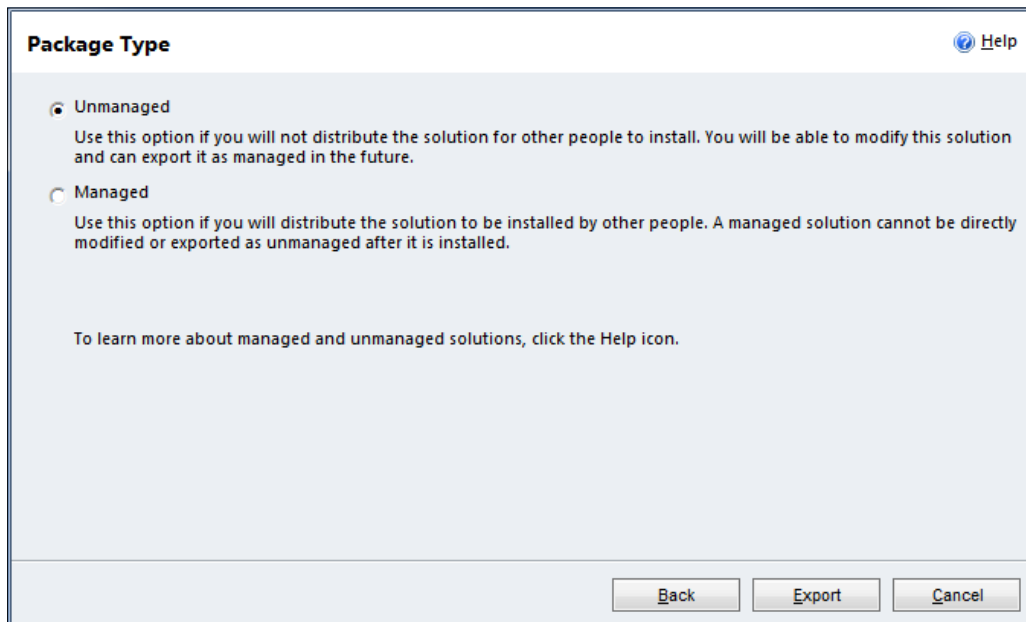 Package Type
Help
Unmanaged
Use this option if you will not distribute the solution for other people to install. You will be able to modify this solution
and can export it as managed in the future.
Managed
Use this option if you will distribute the solution to be installed by other people. A managed solution cannot be directly
modified or exported as unmanaged after it is installed.
To learn more about managed and unmanaged solutions, click the Help icon.
Back Export Cancel